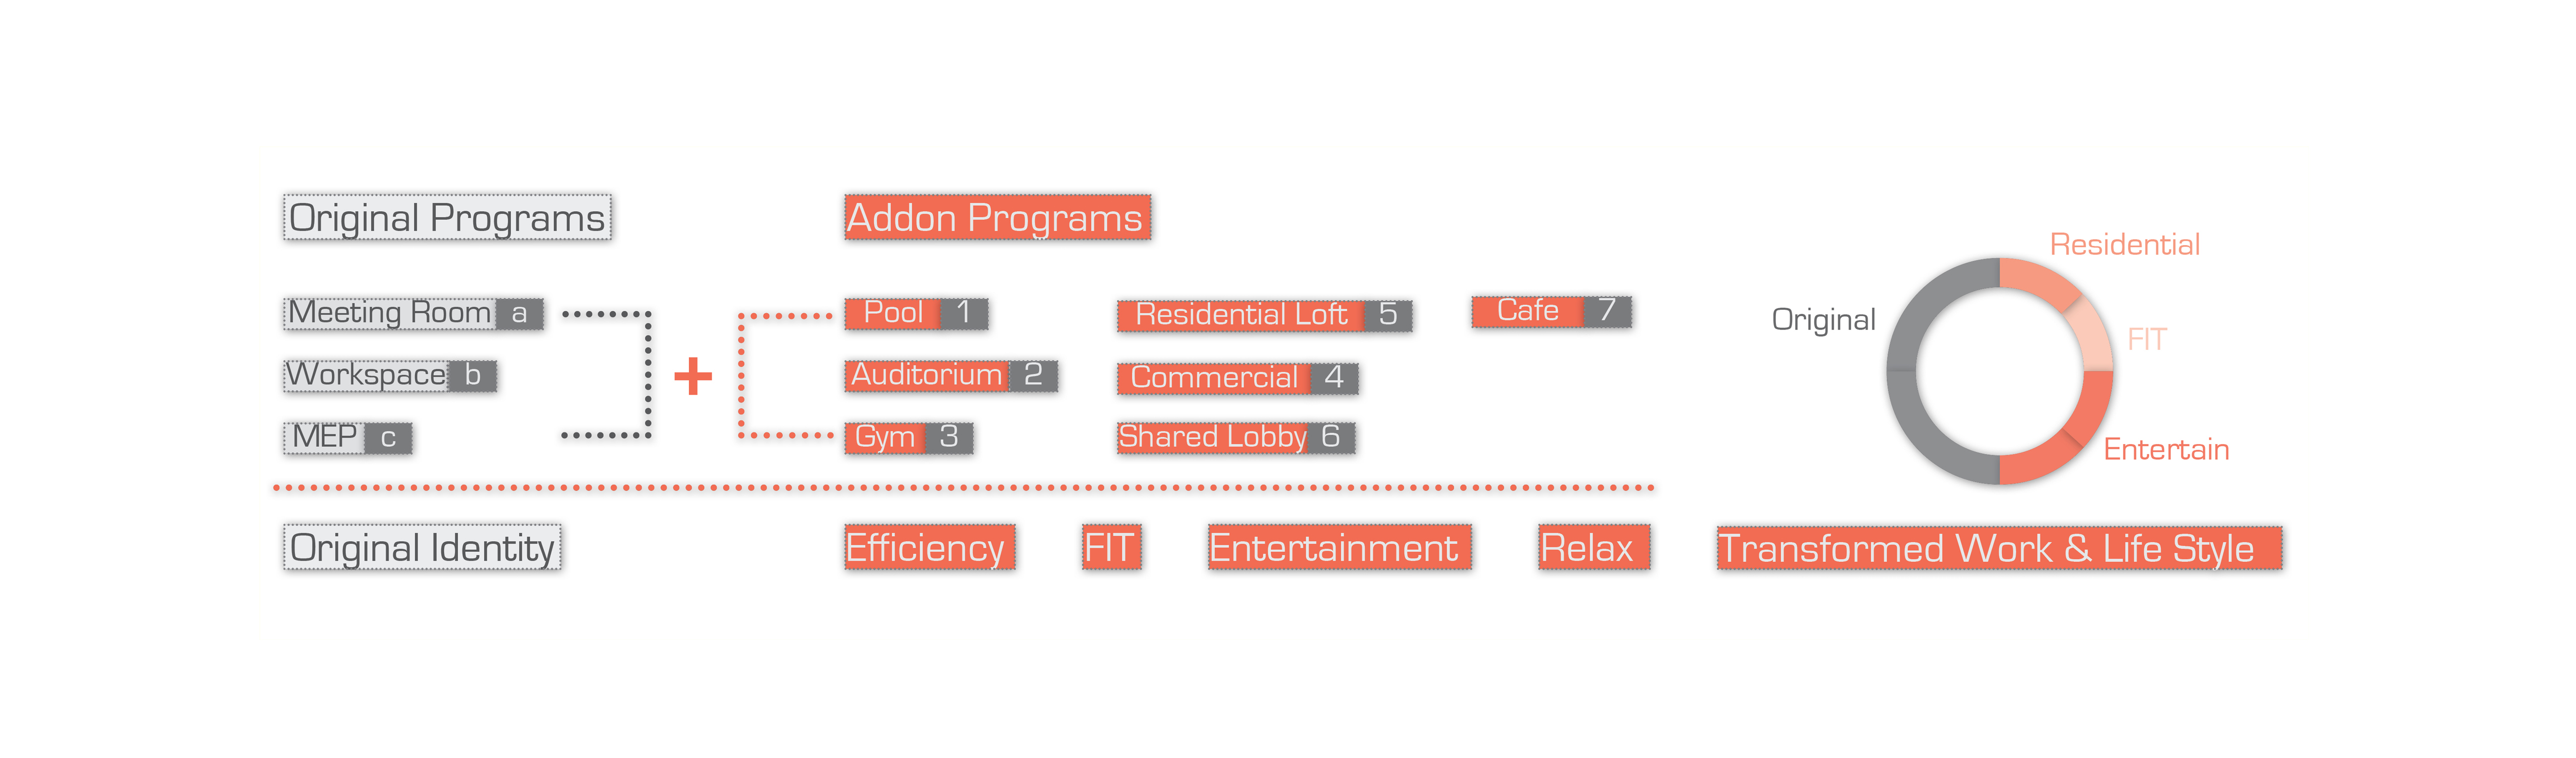 Original Programs
Addon Programs
Meeting Room a
Workspace b
MEP c
+
Pool 1
Auditorium 2
Gym 3
Residential Loft 5
Commercial 4
Shared Lobby 6
Cafe 7
Original Identity
Efficiency
FIT
Entertainment
Relax
Residential
Original
FIT
Entertain
Transformed Work & Life Style